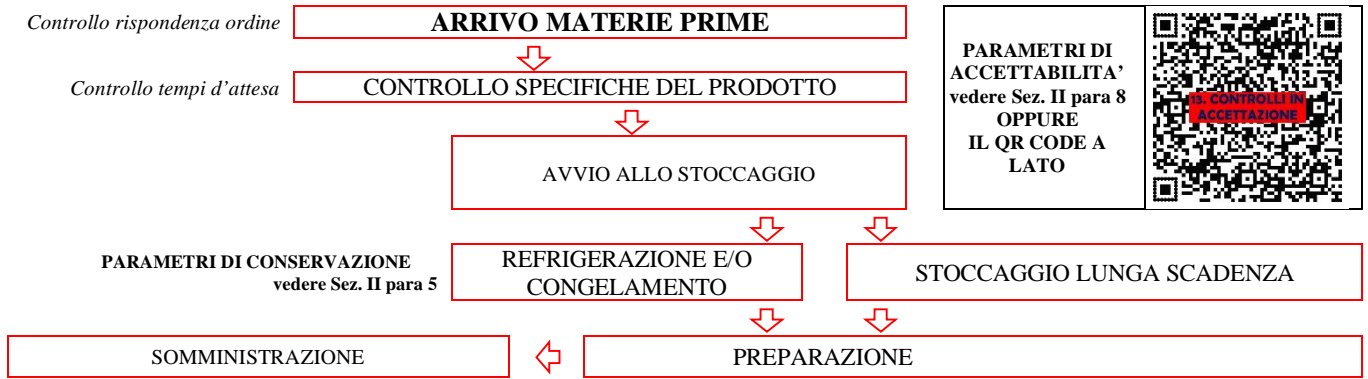 Controllo rispondenza ordine
ARRIVO MATERIE PRIME
PARAMETRI DI
ACCETTABILITA’
vedere Sez. II para 8
OPPURE
IL QR CODE A
LATO
13. CONTROLLI IN
ACCETTAZIONE
Controllo tempi d’attesa
CONTROLLO SPECIFICHE DEL PRODOTTO
AVVIO ALLO STOCCAGGIO
PARAMETRI DI CONSERVAZIONE
vedere Sez. II para 5
REFRIGERAZIONE E/O
CONGELAMENTO
STOCCAGGIO LUNGA SCADENZA
SOMMINISTRAZIONE
PREPARAZIONE